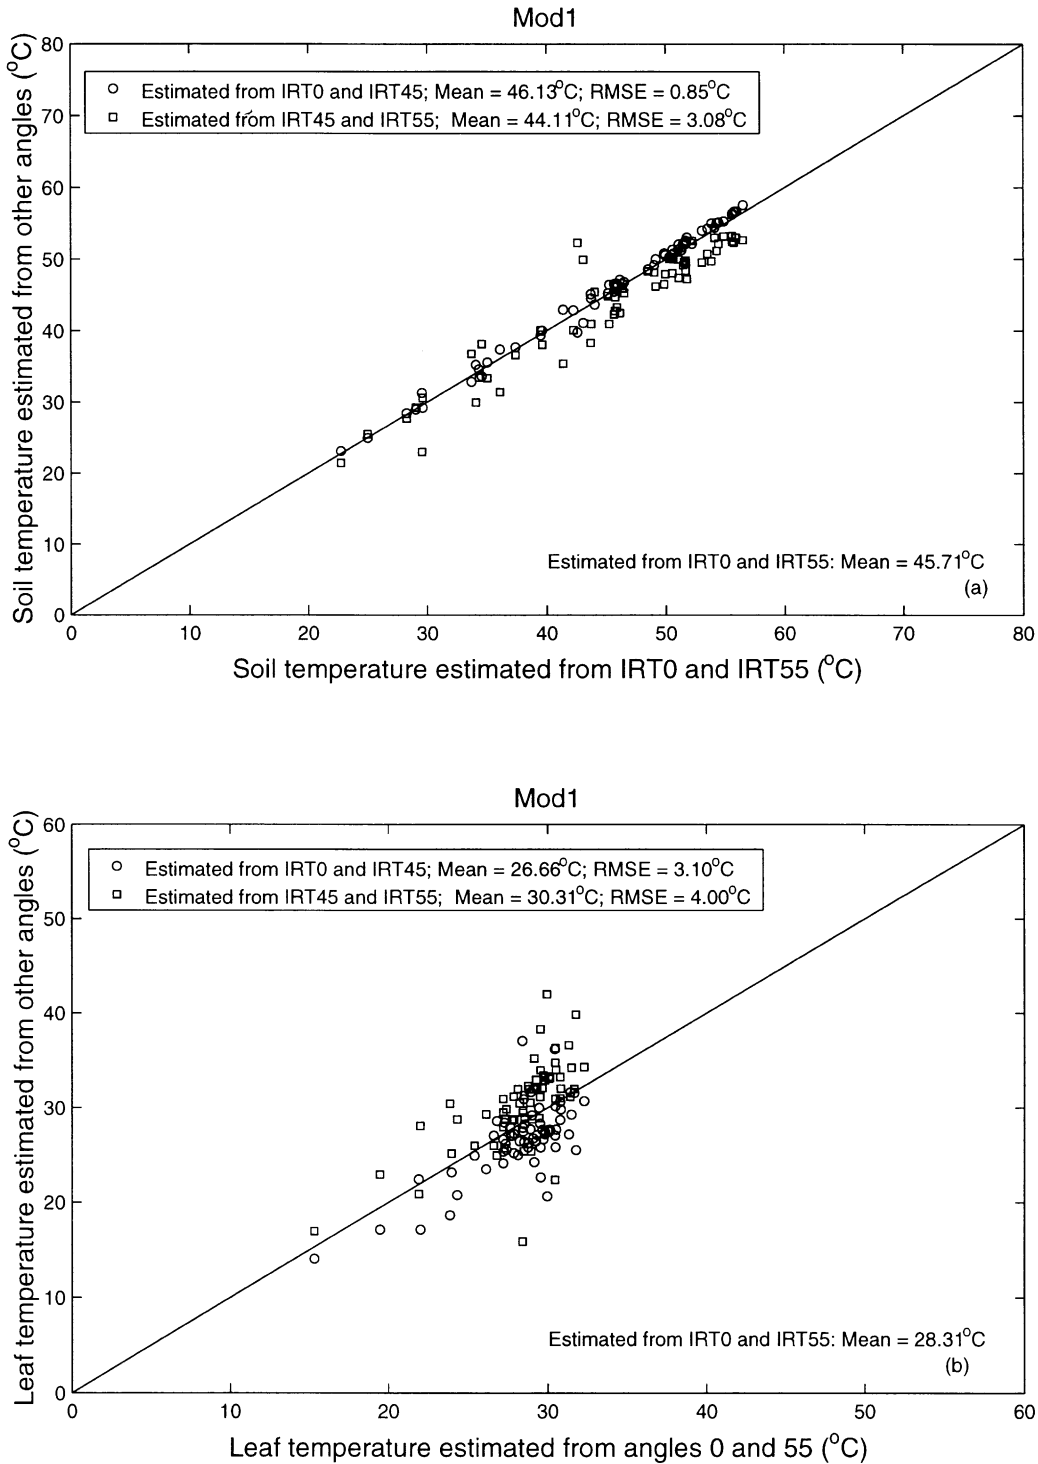 Mod1
Soil temperature estimated from other angles (°C)
80
70
60
50
40
30
20
10
0
Estimated from IRT0 and IRT45; Mean = 46.13°C; RMSE = 0.85°C
Estimated from IRT45 and IRT55; Mean = 44.11°C; RMSE = 3.08°C
Estimated from IRT0 and IRT55: Mean = 45.71°C
(a)
0 10 20 30 40 50 60 70 80
Soil temperature estimated from IRT0 and IRT55 (°C)
Mod1
Leaf temperature estimated from other angles (°C)
60
50
40
30
20
10
0
Estimated from IRT0 and IRT45; Mean = 26.66°C; RMSE = 3.10°C
Estimated from IRT45 and IRT55; Mean = 30.31°C; RMSE = 4.00°C
Estimated from IRT0 and IRT55: Mean = 28.31°C
(b)
0 10 20 30 40 50 60
Leaf temperature estimated from angles 0 and 55 (°C)